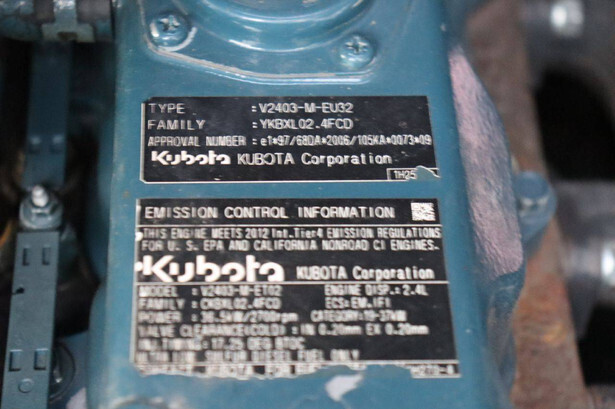 TYPE : V2403-M-EU32
FAMILY : YKBXL02.4FCD
APPROVAL NUMBER : e1*97/68DA*2006/105KA*0073*09
Kubota KUBOTA Corporation
1H25
EMISSION CONTROL INFORMATION
THIS ENGINE MEETS 2012 Int.Tier4 EMISSION REGULATIONS
FOR U.S. EPA AND CALIFORNIA NONROAD CI ENGINES.
Kubota KUBOTA Corporation
MODEL : V2403-M-ET02 ENGINE DISP.: 2.4L
FAMILY : CKBXL02.4FCD ECS: EM,IFI
POWER : 36.5kW/2700rpm CATEGORY: 19-37kW
VALVE CLEARANCE(COLD) : IN 0.20mm EX 0.20mm
INJ.TIMING: 17.25 DEG BTDC
ULTRA LOW SULFUR DIESEL FUEL ONLY
KUBOTA FOR